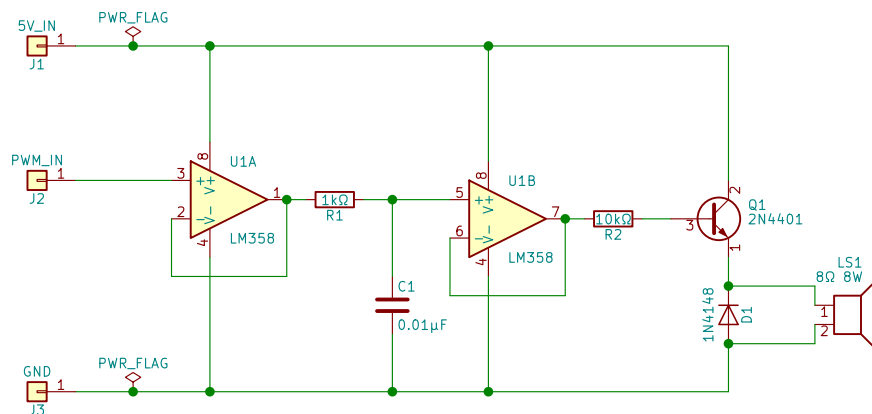 PWR_FLAG
5V_IN
1
J1
PWM_IN
1
J2
8
U1A
3
+
V+
1
2
-
V-
4
LM358
1kΩ
R1
8
U1B
5
+
V+
7
6
-
V-
4
LM358
10kΩ
R2
2
Q1
2N4401
3
1
C1
0.01µF
1N4148
D1
LS1
8Ω 8W
1
2
PWR_FLAG
GND
1
J3